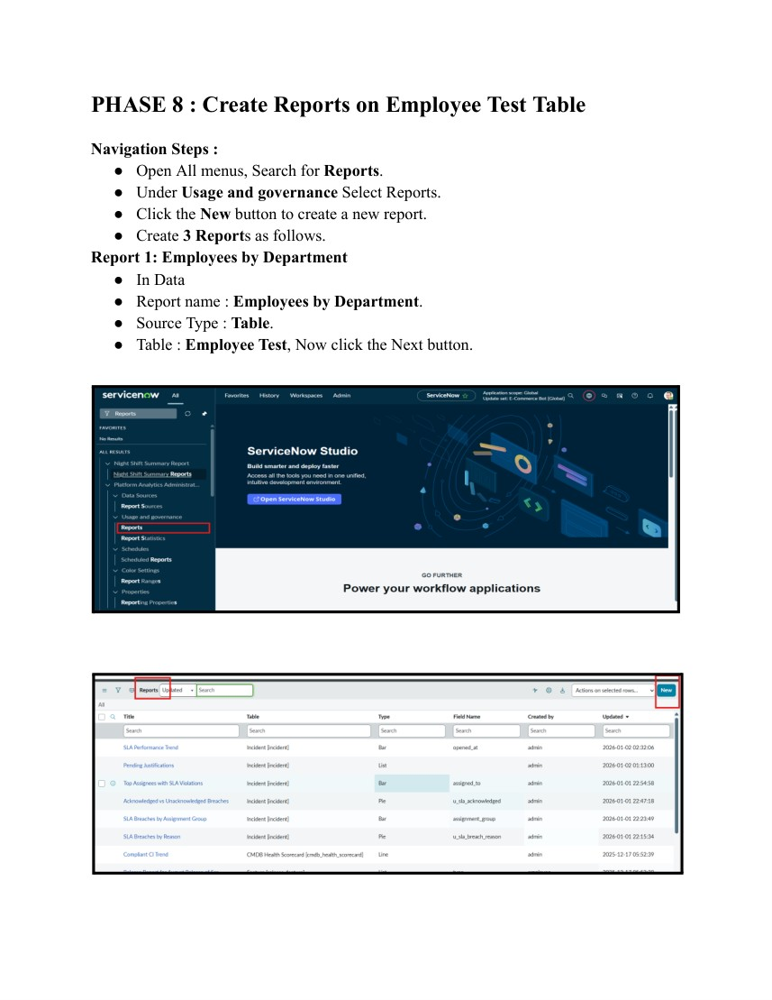 PHASE 8 : Create Reports on Employee Test Table
Navigation Steps :
● Open All menus, Search for Reports.
● Under Usage and governance Select Reports.
● Click the New button to create a new report.
● Create 3 Reports as follows.
Report 1: Employees by Department
● In Data
● Report name : Employees by Department.
● Source Type : Table.
● Table : Employee Test, Now click the Next button.
servicenow All Favorites History Workspaces Admin ServiceNow Application scope: Global
Update set: E-Commerce Bot [Global]
Reports
FAVORITES
No Results
ALL RESULTS
Night Shift Summary Report
Night Shift Summary Reports
Platform Analytics Administrat...
Data Sources
Report Sources
Usage and governance
Reports
Report Statistics
Schedules
Scheduled Reports
Color Settings
Report Ranges
Properties
Reporting Properties
ServiceNow Studio
Build smarter and deploy faster
Access all the tools you need in one unified,
intuitive development environment.
Open ServiceNow Studio
GO FURTHER
Power your workflow applications
Reports Updated Search Actions on selected rows... New
All
Title Table Type Field Name Created by Updated
Search Search Search Search Search Search
SLA Performance Trend Incident [incident] Bar opened_at admin 2026-01-02 02:32:06
Pending Justifications Incident [incident] List admin 2026-01-02 01:13:00
Top Assignees with SLA Violations Incident [incident] Bar assigned_to admin 2026-01-01 22:54:58
Acknowledged vs Unacknowledged Breaches Incident [incident] Pie u_sla_acknowledged admin 2026-01-01 22:47:18
SLA Breaches by Assignment Group Incident [incident] Bar assignment_group admin 2026-01-01 22:23:49
SLA Breaches by Reason Incident [incident] Pie u_sla_breach_reason admin 2026-01-01 22:15:34
Compliant CI Trend CMDB Health Scorecard [cmdb_health_scorecard] Line admin 2025-12-17 05:52:39